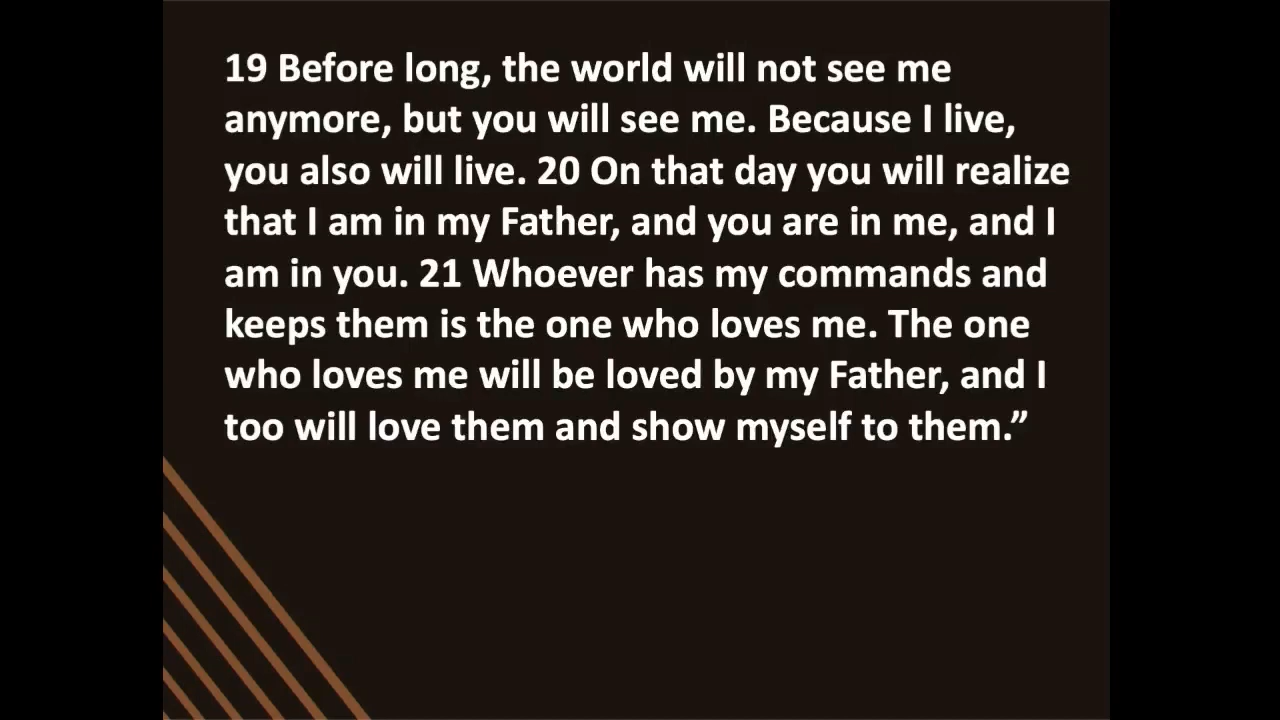 19 Before long, the world will not see me
anymore, but you will see me. Because I live,
you also will live. 20 On that day you will realize
that I am in my Father, and you are in me, and I
am in you. 21 Whoever has my commands and
keeps them is the one who loves me. The one
who loves me will be loved by my Father, and I
too will love them and show myself to them.”